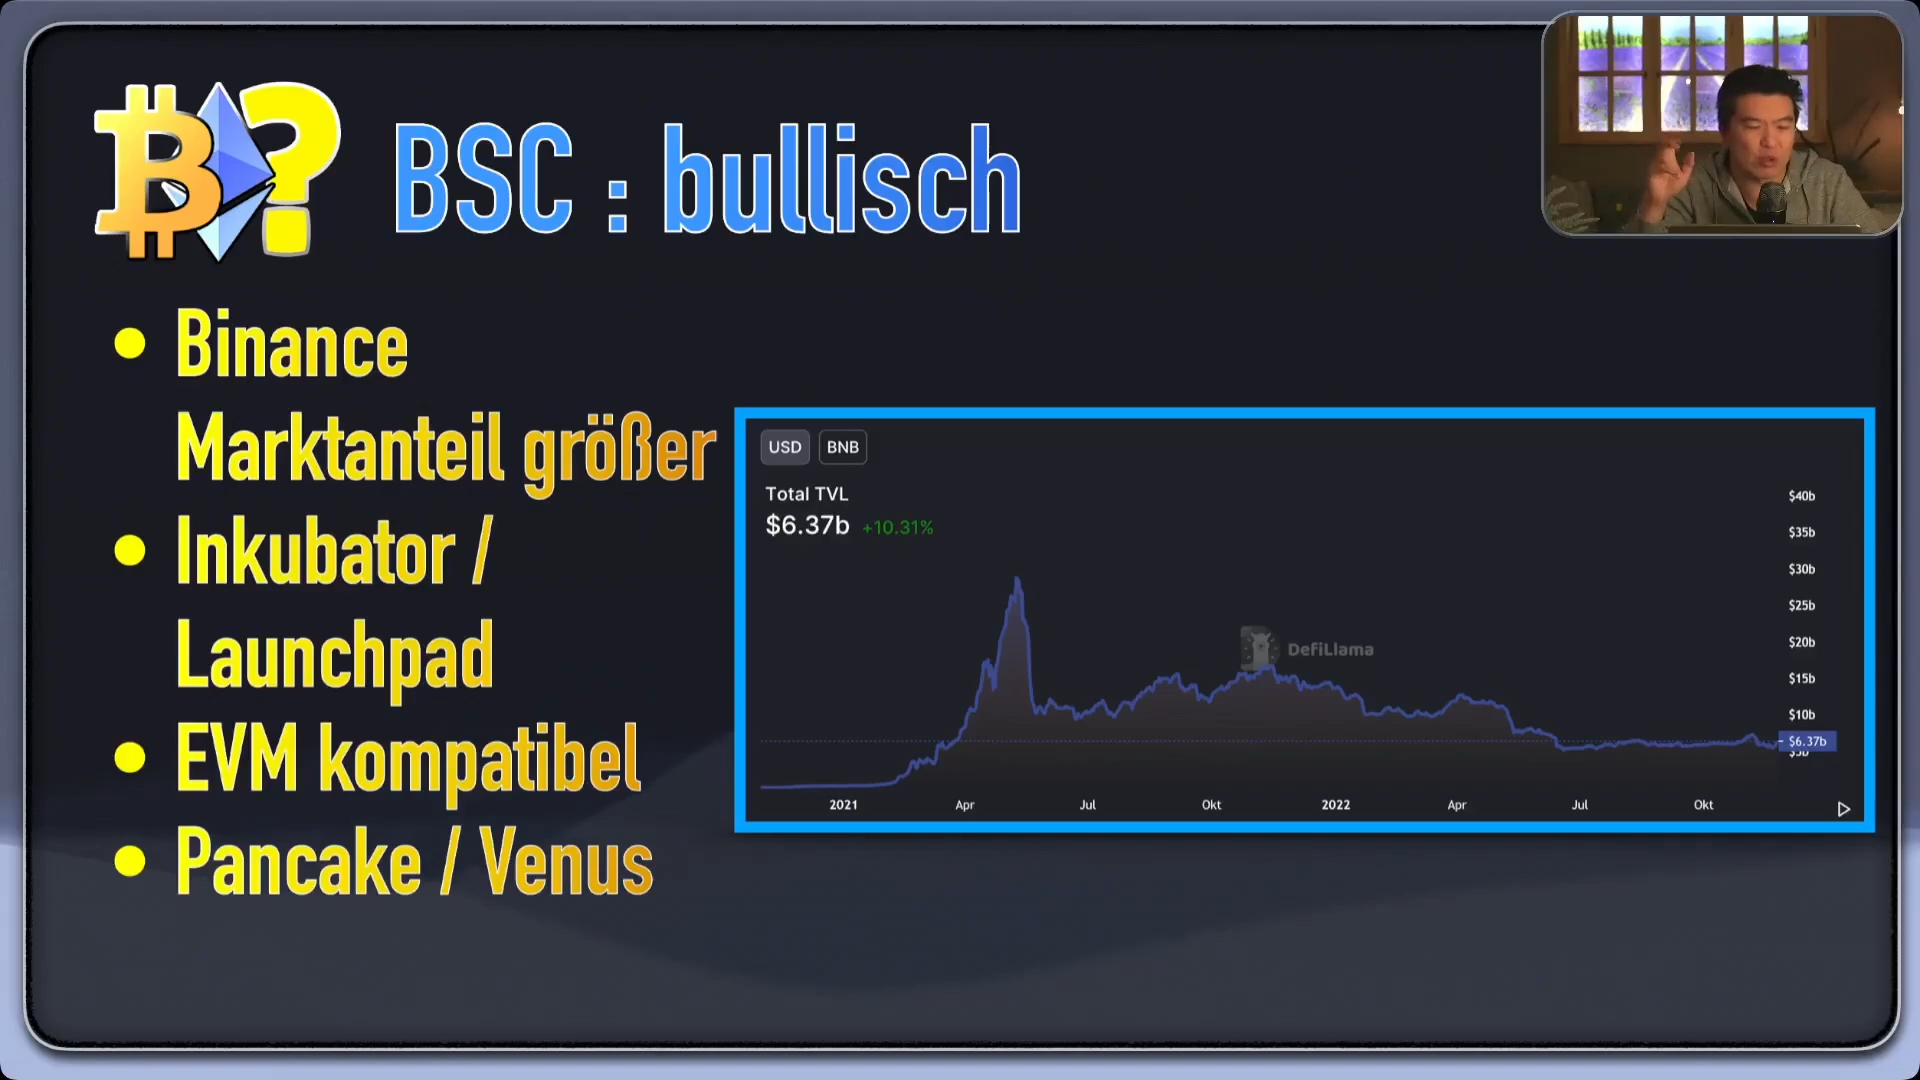 BSC : bullisch
Binance
Marktanteil größer
Inkubator /
Launchpad
EVM kompatibel
Pancake / Venus
USD BNB
Total TVL
$6.37b +10.31%
DefiLlama
$40b
$35b
$30b
$25b
$20b
$15b
$10b
$6.37b
$5b
2021 Apr Jul Okt 2022 Apr Jul Okt